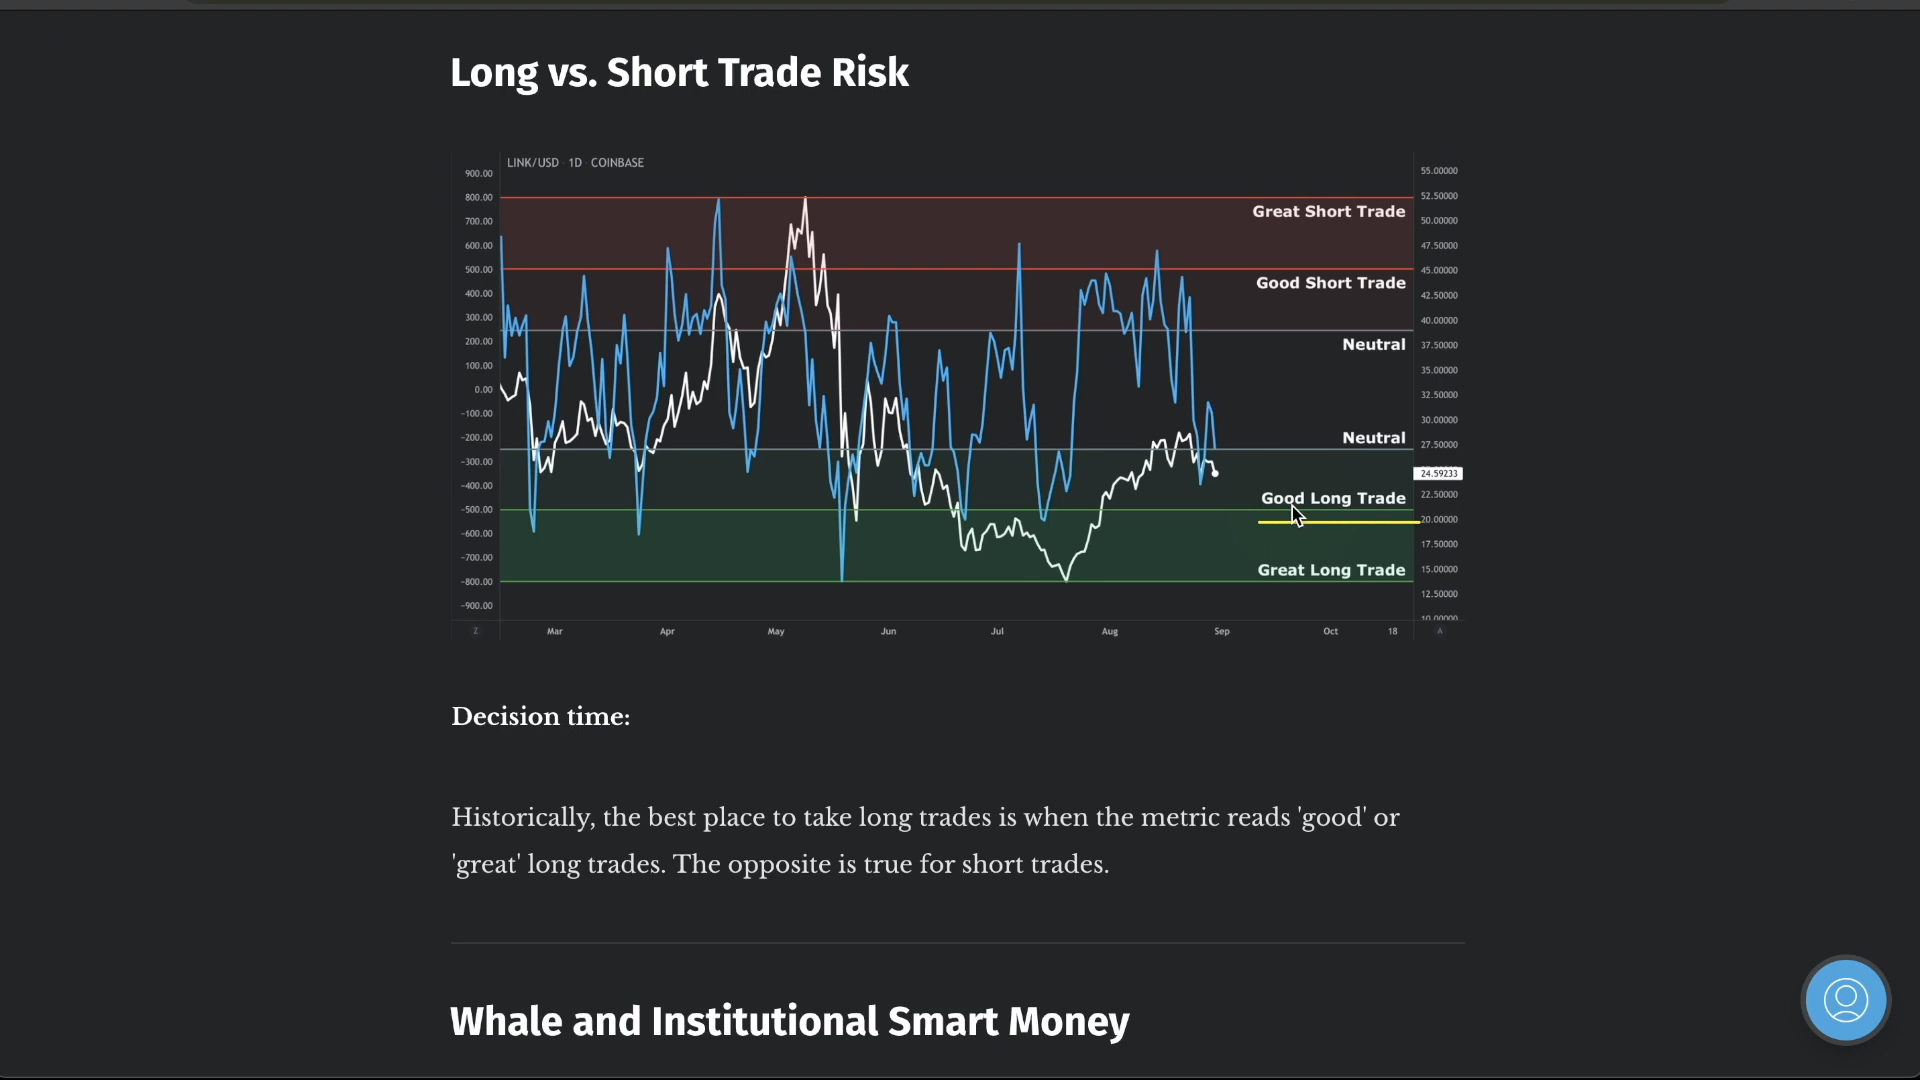 Long vs. Short Trade Risk
LINK/USD 1D COINBASE
900.00
800.00
700.00
600.00
500.00
400.00
300.00
200.00
100.00
0.00
-100.00
-200.00
-300.00
-400.00
-500.00
-600.00
-700.00
-800.00
-900.00
Great Short Trade
Good Short Trade
Neutral
Neutral
Good Long Trade
Great Long Trade
55.00000
52.50000
50.00000
47.50000
45.00000
42.50000
40.00000
37.50000
35.00000
32.50000
30.00000
27.50000
24.59233
22.50000
20.00000
17.50000
15.00000
12.50000
10.00000
Z Mar Apr May Jun Jul Aug Sep Oct 18 A
Decision time:
Historically, the best place to take long trades is when the metric reads 'good' or
'great' long trades. The opposite is true for short trades.
Whale and Institutional Smart Money